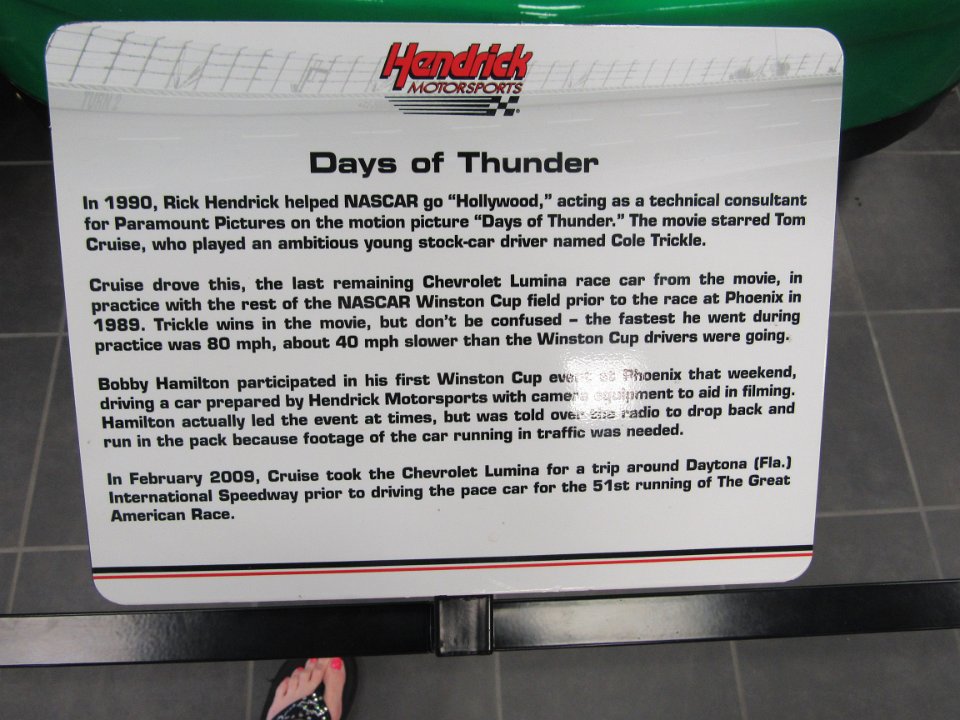 TURN 2
Hendrick
MOTORSPORTS
Days of Thunder
In 1990, Rick Hendrick helped NASCAR go “Hollywood,” acting as a technical consultant
for Paramount Pictures on the motion picture “Days of Thunder.” The movie starred Tom
Cruise, who played an ambitious young stock-car driver named Cole Trickle.
Cruise drove this, the last remaining Chevrolet Lumina race car from the movie, in
practice with the rest of the NASCAR Winston Cup field prior to the race at Phoenix in
1989. Trickle wins in the movie, but don't be confused – the fastest he went during
practice was 80 mph, about 40 mph slower than the Winston Cup drivers were going.
Bobby Hamilton participated in his first Winston Cup event at Phoenix that weekend,
driving a car prepared by Hendrick Motorsports with camera equipment to aid in filming.
Hamilton actually led the event at times, but was told over the radio to drop back and
run in the pack because footage of the car running in traffic was needed.
In February 2009, Cruise took the Chevrolet Lumina for a trip around Daytona (Fla.)
International Speedway prior to driving the pace car for the 51st running of The Great
American Race.